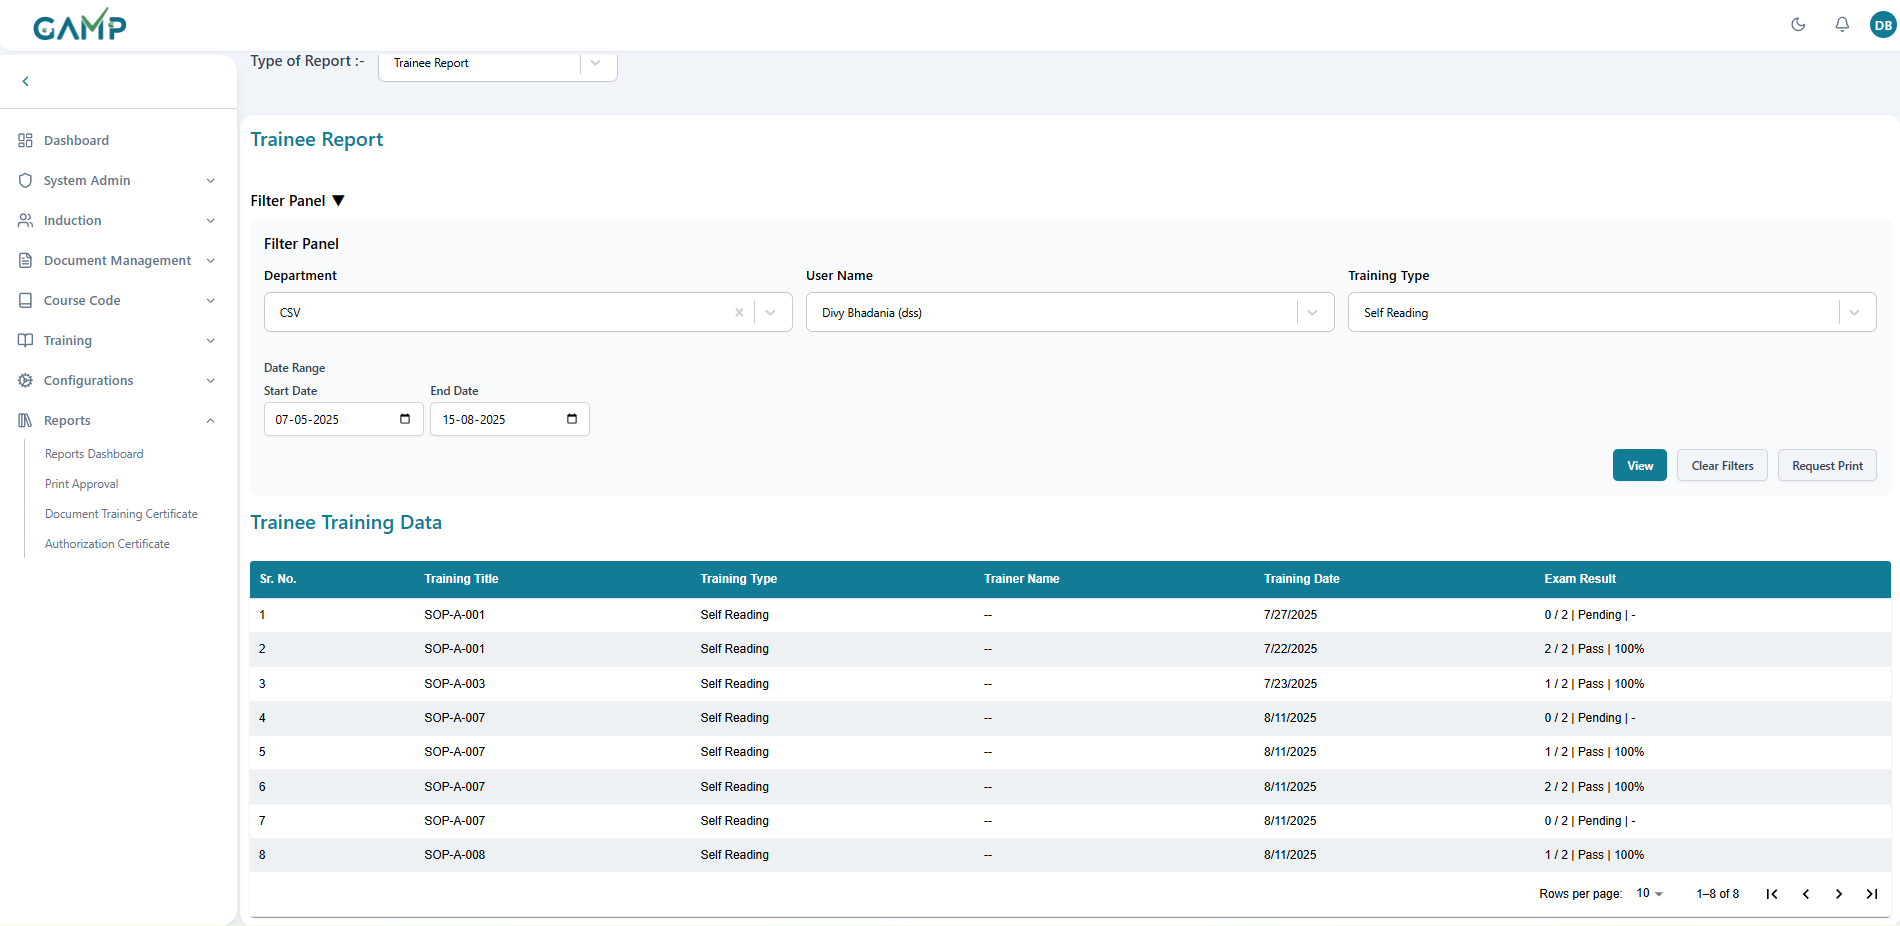 GAMP
DB
Type of Report :- Trainee Report
Dashboard
System Admin
Induction
Document Management
Course Code
Training
Configurations
Reports
Reports Dashboard
Print Approval
Document Training Certificate
Authorization Certificate
Trainee Report
Filter Panel ▼
Filter Panel
Department User Name Training Type
CSV Divy Bhadania (dss) Self Reading
Date Range
Start Date End Date
07-05-2025 15-08-2025
View Clear Filters Request Print
Trainee Training Data
Sr. No. Training Title Training Type Trainer Name Training Date Exam Result
1 SOP-A-001 Self Reading -- 7/27/2025 0 / 2 | Pending | -
2 SOP-A-001 Self Reading -- 7/22/2025 2 / 2 | Pass | 100%
3 SOP-A-003 Self Reading -- 7/23/2025 1 / 2 | Pass | 100%
4 SOP-A-007 Self Reading -- 8/11/2025 0 / 2 | Pending | -
5 SOP-A-007 Self Reading -- 8/11/2025 1 / 2 | Pass | 100%
6 SOP-A-007 Self Reading -- 8/11/2025 2 / 2 | Pass | 100%
7 SOP-A-007 Self Reading -- 8/11/2025 0 / 2 | Pending | -
8 SOP-A-008 Self Reading -- 8/11/2025 1 / 2 | Pass | 100%
Rows per page: 10 1–8 of 8